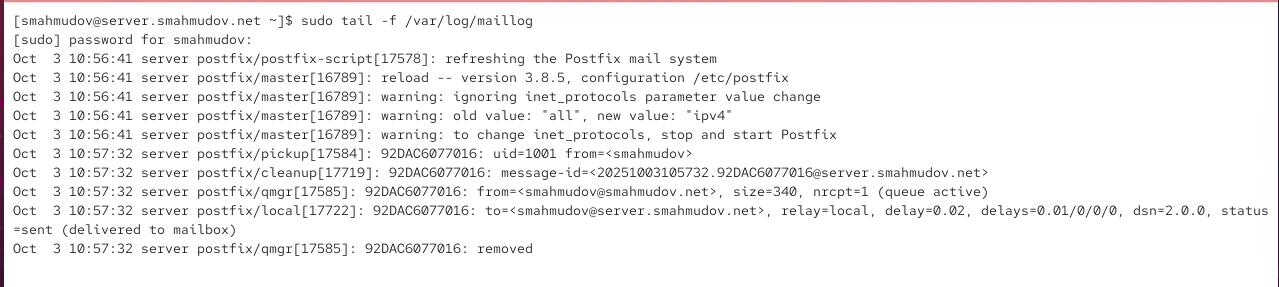 [smahmudov@server.smahmudov.net ~]$ sudo tail -f /var/log/maillog
[sudo] password for smahmudov:
Oct  3 10:56:41 server postfix/postfix-script[17578]: refreshing the Postfix mail system
Oct  3 10:56:41 server postfix/master[16789]: reload -- version 3.8.5, configuration /etc/postfix
Oct  3 10:56:41 server postfix/master[16789]: warning: ignoring inet_protocols parameter value change
Oct  3 10:56:41 server postfix/master[16789]: warning: old value: "all", new value: "ipv4"
Oct  3 10:56:41 server postfix/master[16789]: warning: to change inet_protocols, stop and start Postfix
Oct  3 10:57:32 server postfix/pickup[17584]: 92DAC6077016: uid=1001 from=<smahmudov>
Oct  3 10:57:32 server postfix/cleanup[17719]: 92DAC6077016: message-id=<20251003105732.92DAC6077016@server.smahmudov.net>
Oct  3 10:57:32 server postfix/qmgr[17585]: 92DAC6077016: from=<smahmudov@smahmudov.net>, size=340, nrcpt=1 (queue active)
Oct  3 10:57:32 server postfix/local[17722]: 92DAC6077016: to=<smahmudov@server.smahmudov.net>, relay=local, delay=0.02, delays=0.01/0/0/0, dsn=2.0.0, status
=sent (delivered to mailbox)
Oct  3 10:57:32 server postfix/qmgr[17585]: 92DAC6077016: removed